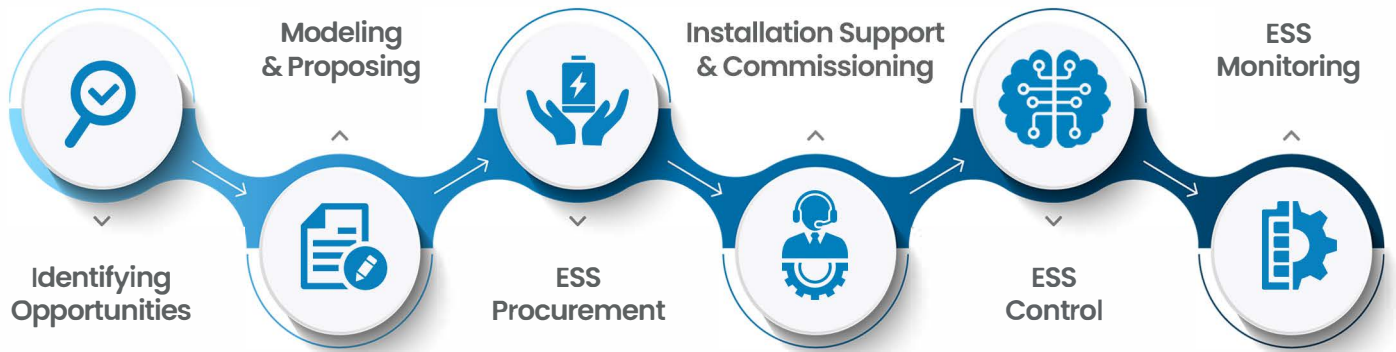 Identifying
Opportunities
Modeling
& Proposing
ESS
Procurement
Installation Support
& Commissioning
ESS
Control
ESS
Monitoring